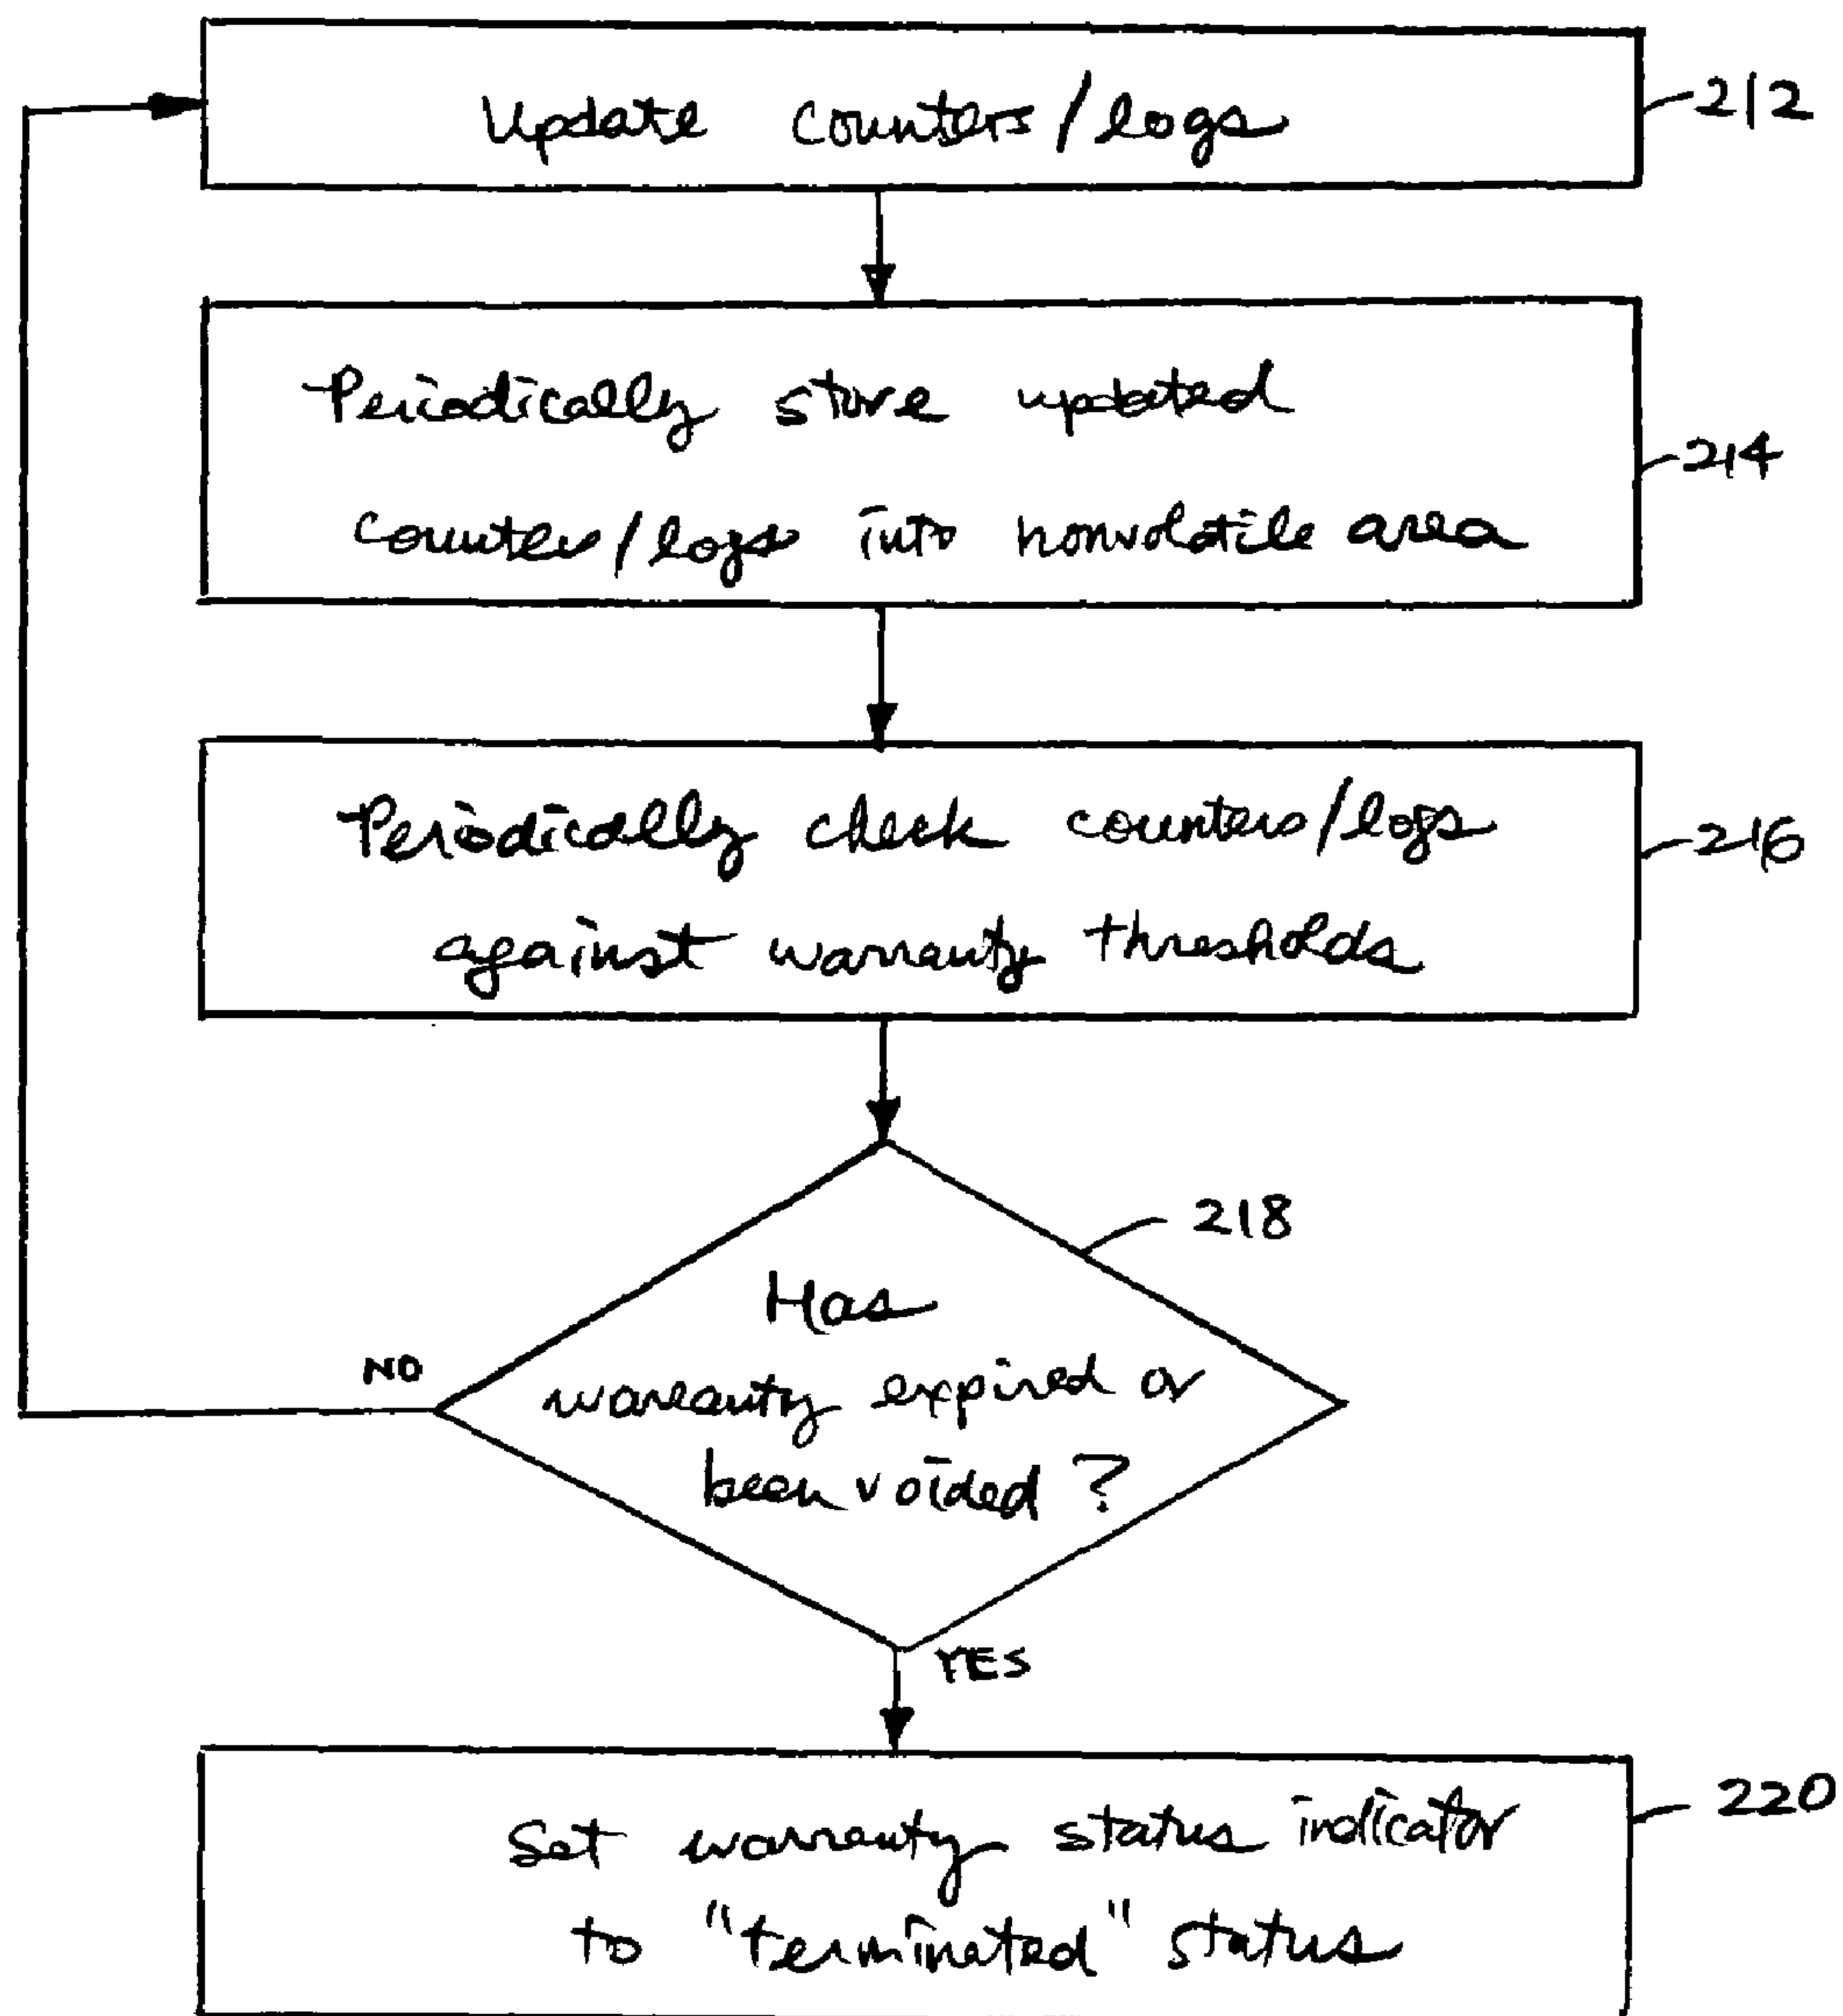 Update counters/logs
212
Periodically store updated
counters/logs into nonvolatile area
214
Periodically check counters/logs
against warranty thresholds
216
218
Has
warranty expired or
been voided ?
NO
YES
Set warranty status indicator
to "terminated" status
220